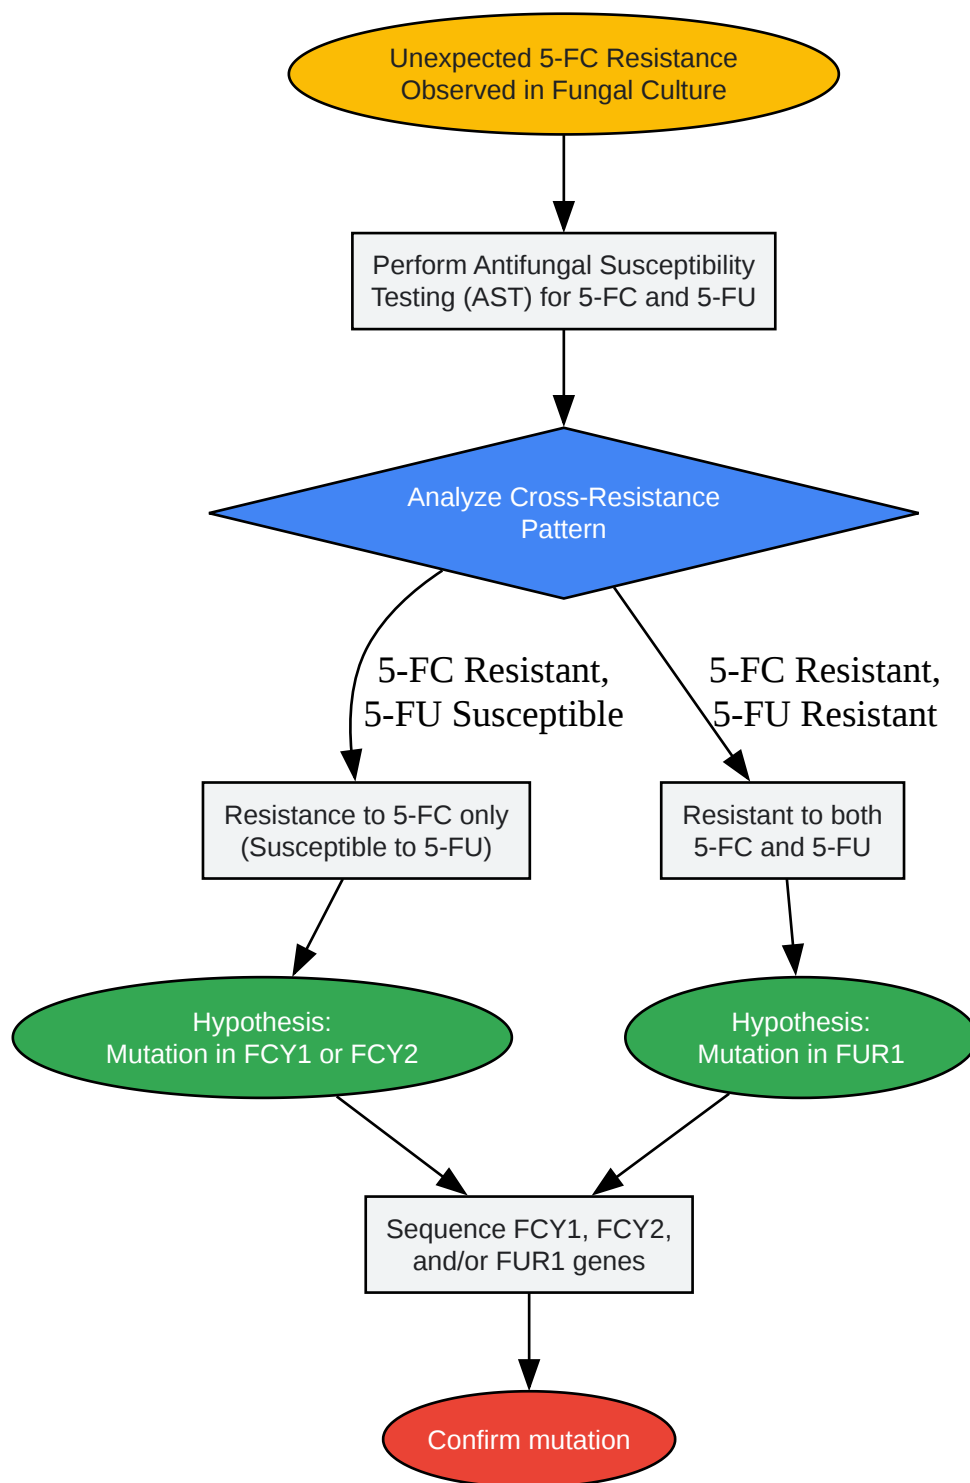 Unexpected 5-FC Resistance
Observed in Fungal Culture
Perform Antifungal Susceptibility
Testing (AST) for 5-FC and 5-FU
Analyze Cross-Resistance
Pattern
5-FC Resistant,
5-FU Susceptible
5-FC Resistant,
5-FU Resistant
Resistance to 5-FC only
(Susceptible to 5-FU)
Resistant to both
5-FC and 5-FU
Hypothesis:
Mutation in FCY1 or FCY2
Hypothesis:
Mutation in FUR1
Sequence FCY1, FCY2,
and/or FUR1 genes
Confirm mutation